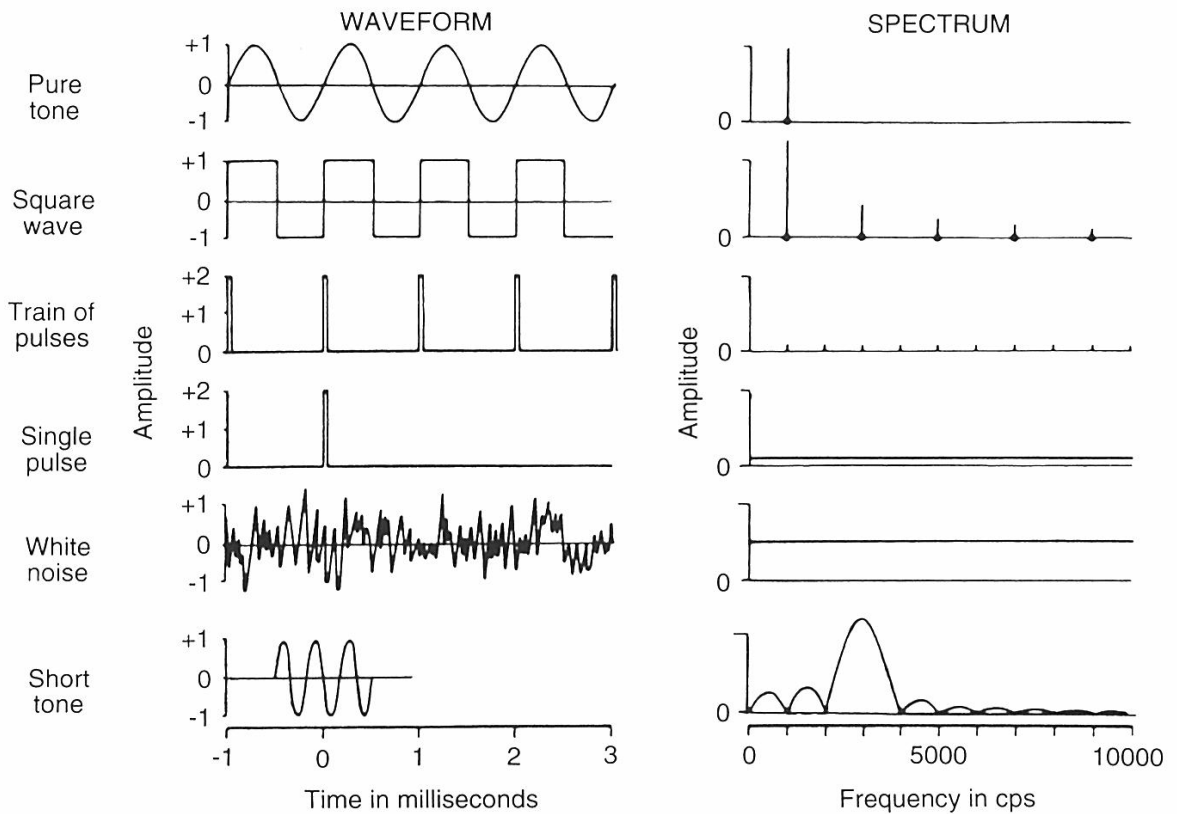 WAVEFORM
SPECTRUM
Pure
tone
+1
0
-1
0
Square
wave
+1
0
-1
0
Train of
pulses
+2
+1
0
0
Amplitude
Amplitude
Single
pulse
+2
+1
0
0
White
noise
+1
0
-1
0
Short
tone
+1
0
-1
0
-1 0 1 2 3
0 5000 10000
Time in milliseconds
Frequency in cps